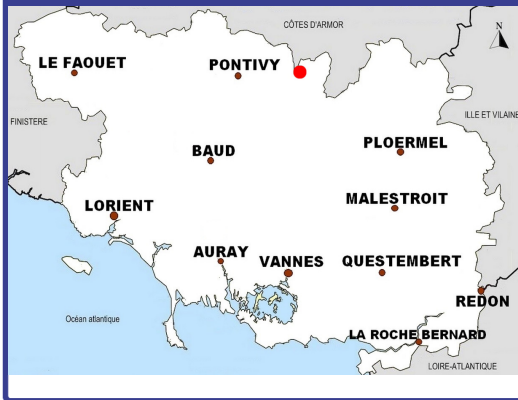 CÔTES D'ARMOR
N
LE FAOUET
PONTIVY
ILLE ET VILAINE
FINISTERE
PLOERMEL
BAUD
MALESTROIT
LORIENT
AURAY
VANNES
QUESTEMBERT
REDON
Océan atlantique
LA ROCHE BERNARD
LOIRE-ATLANTIQUE